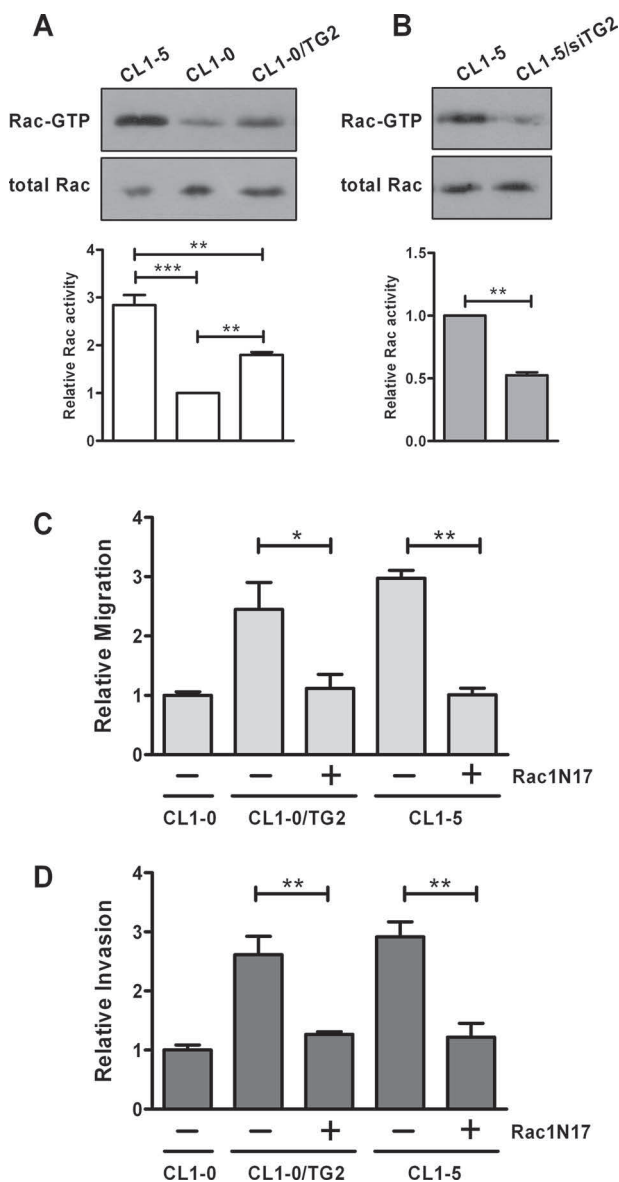 A
B
CL1-5 CL1-0 CL1-0/TG2
CL1-5 CL1-5/siTG2
Rac-GTP
Rac-GTP
total Rac
total Rac
Relative Rac activity
4
3
2
1
0
**
***
**
Relative Rac activity
1.5
1.0
0.5
0.0
**
C
Relative Migration
4
3
2
1
0
* **
− − + − + Rac1N17
CL1-0 CL1-0/TG2 CL1-5
D
Relative Invasion
4
3
2
1
0
** **
− − + − + Rac1N17
CL1-0 CL1-0/TG2 CL1-5